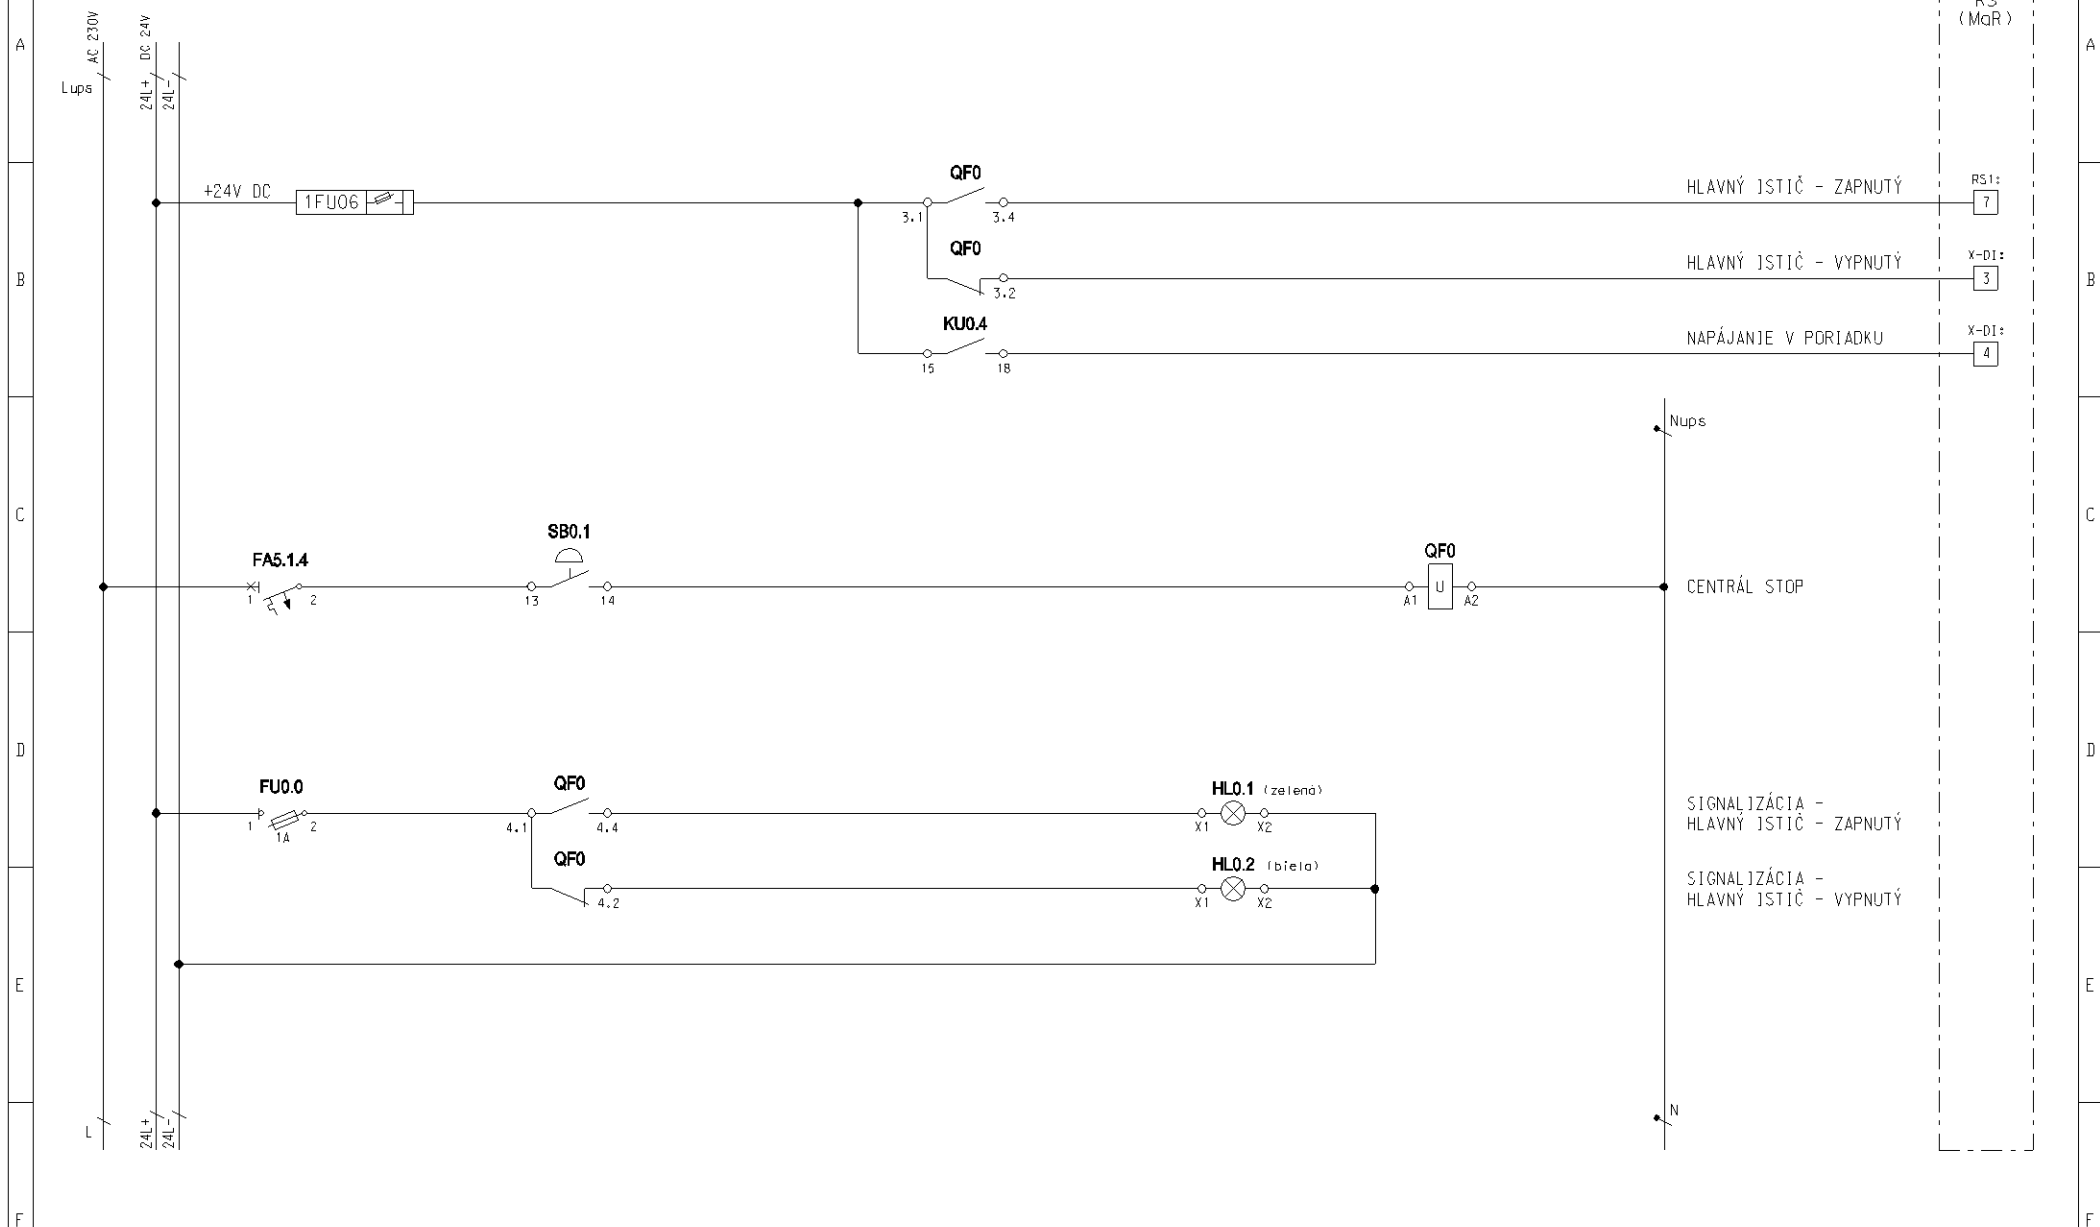 RS
(MaR)
A
AC 230V
DC 24V
A
Lups
24L+
24L-
QF0
+24V DC
1FU06
HLAVNÝ ISTIČ - ZAPNUTÝ
RS1:
7
3.1
3.4
QF0
HLAVNÝ ISTIČ - VYPNUTÝ
X-DI:
3
B
B
3.2
KU0.4
NAPÁJANIE V PORIADKU
X-DI:
4
15
18
Nups
C
C
SB0.1
FA5.1.4
QF0
U
CENTRÁL STOP
1
2
13
14
A1
A2
D
D
FU0.0
QF0
HL0.1 (zelená)
SIGNALIZÁCIA -
HLAVNÝ ISTIČ - ZAPNUTÝ
1
2
1A
4.1
4.4
X1
X2
QF0
HL0.2 (biela)
SIGNALIZÁCIA -
HLAVNÝ ISTIČ - VYPNUTÝ
4.2
X1
X2
E
E
L
24L+
24L-
N
F
F